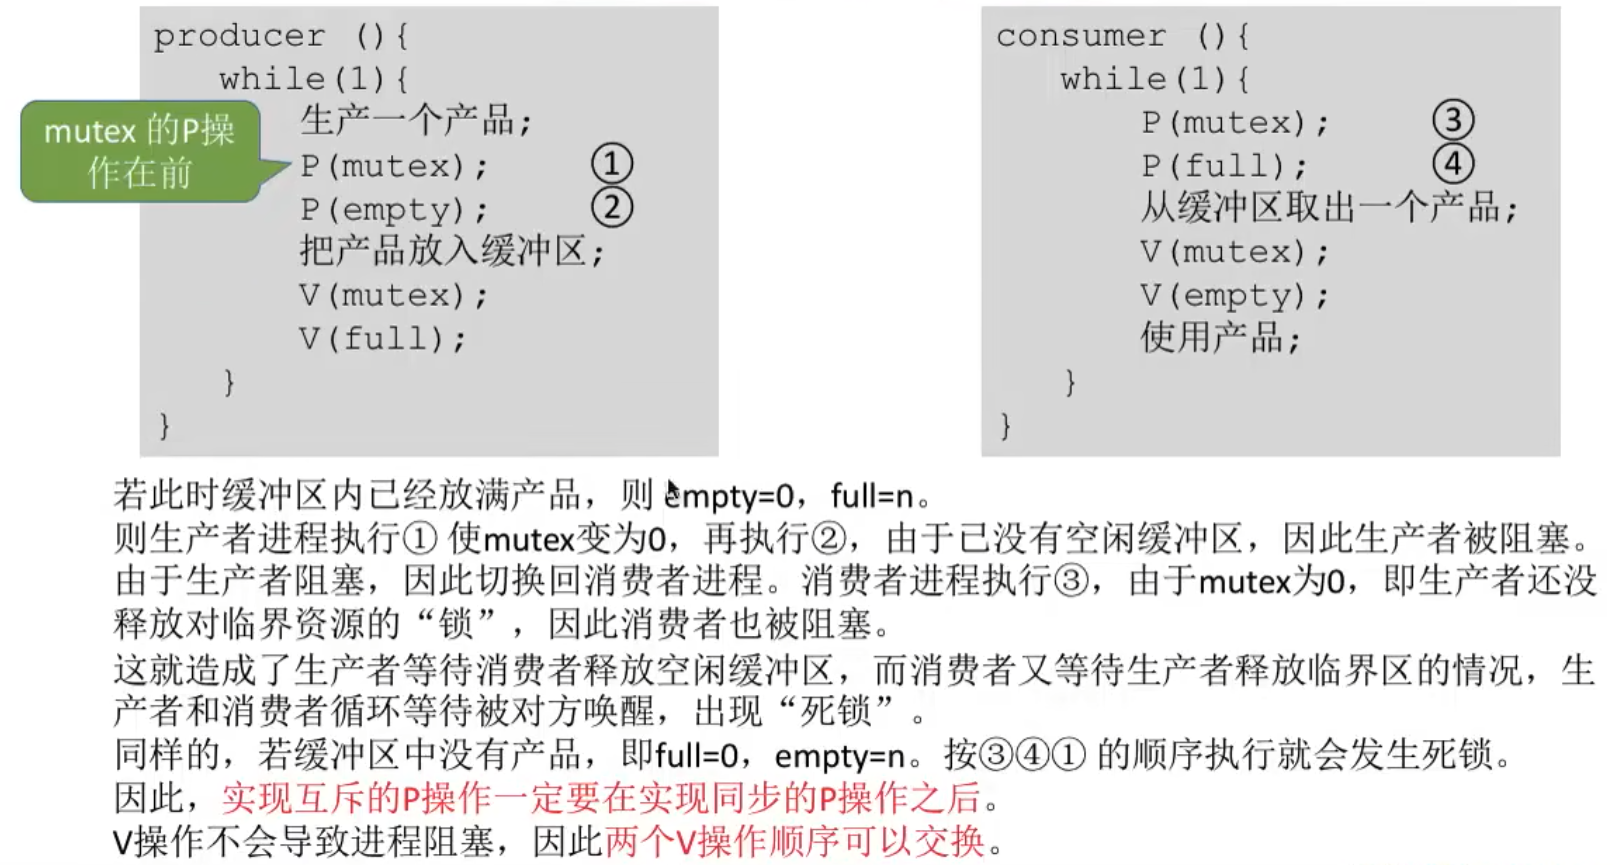 producer (){
while(1){
生产一个产品;
P(mutex); ①
P(empty); ②
把产品放入缓冲区;
V(mutex);
V(full);
}
}
mutex 的P操
作在前
consumer (){
while(1){
P(mutex); ③
P(full); ④
从缓冲区取出一个产品;
V(mutex);
V(empty);
使用产品;
}
}
若此时缓冲区内已经放满产品，则 empty=0，full=n。
则生产者进程执行① 使mutex变为0，再执行②，由于已没有空闲缓冲区，因此生产者被阻塞。
由于生产者阻塞，因此切换回消费者进程。消费者进程执行③，由于mutex为0，即生产者还没
释放对临界资源的“锁”，因此消费者也被阻塞。
这就造成了生产者等待消费者释放空闲缓冲区，而消费者又等待生产者释放临界区的情况，生
产者和消费者循环等待被对方唤醒，出现“死锁”。
同样的，若缓冲区中没有产品，即full=0，empty=n。按③④① 的顺序执行就会发生死锁。
因此，实现互斥的P操作一定要在实现同步的P操作之后。
V操作不会导致进程阻塞，因此两个V操作顺序可以交换。